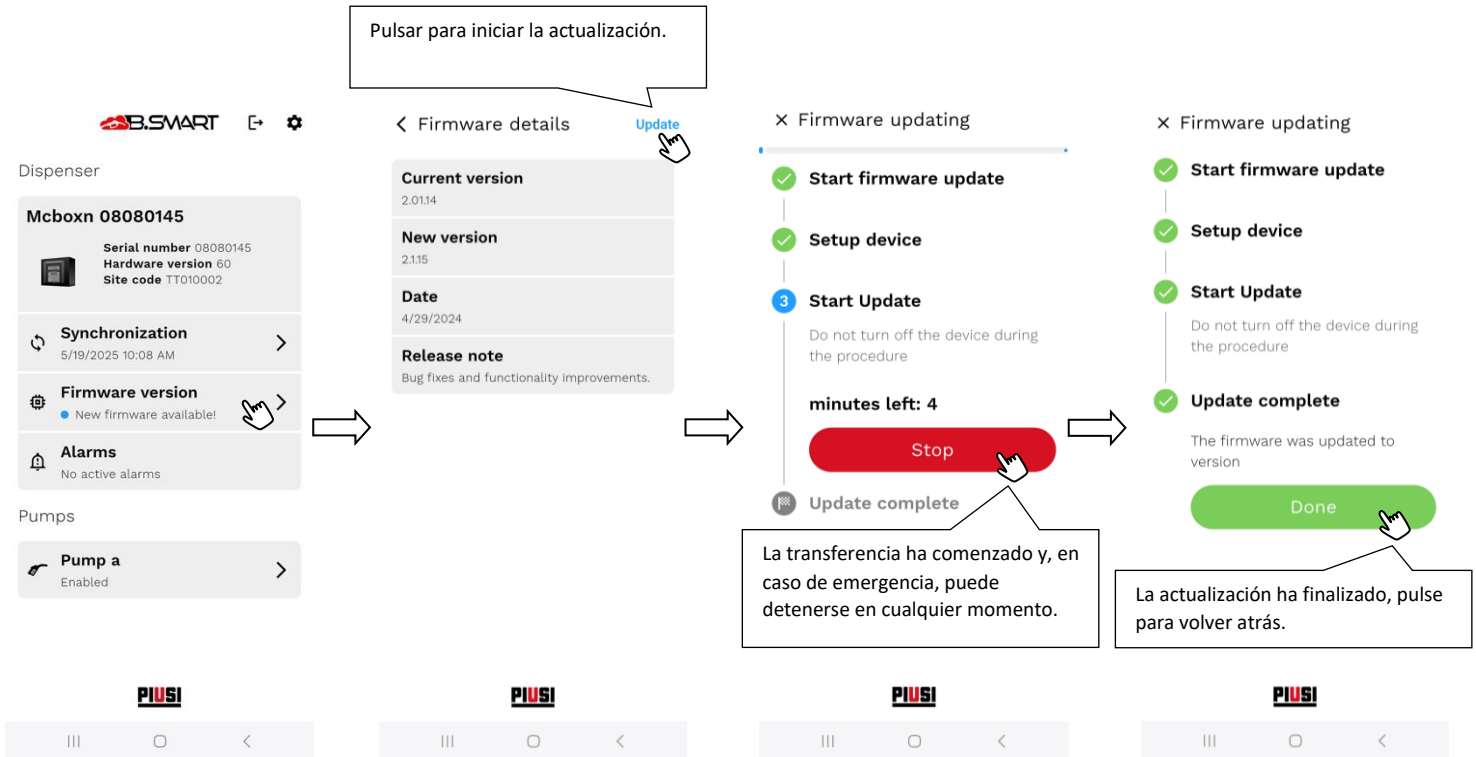 Pulsar para iniciar la actualización.
B.SMART
Dispenser
Mcboxn 08080145
Serial number 08080145
Hardware version 60
Site code TT010002
Synchronization
5/19/2025 10:08 AM
Firmware version
New firmware available!
Alarms
No active alarms
Pumps
Pump a
Enabled
PIUSI
Firmware details
Update
Current version
2.01.14
New version
2.1.15
Date
4/29/2024
Release note
Bug fixes and functionality improvements.
PIUSI
Firmware updating
Start firmware update
Setup device
3 Start Update
Do not turn off the device during
the procedure
minutes left: 4
Stop
Update complete
La transferencia ha comenzado y, en
caso de emergencia, puede
detenerse en cualquier momento.
PIUSI
Firmware updating
Start firmware update
Setup device
Start Update
Do not turn off the device during
the procedure
Update complete
The firmware was updated to
version
Done
La actualización ha finalizado, pulse
para volver atrás.
PIUSI